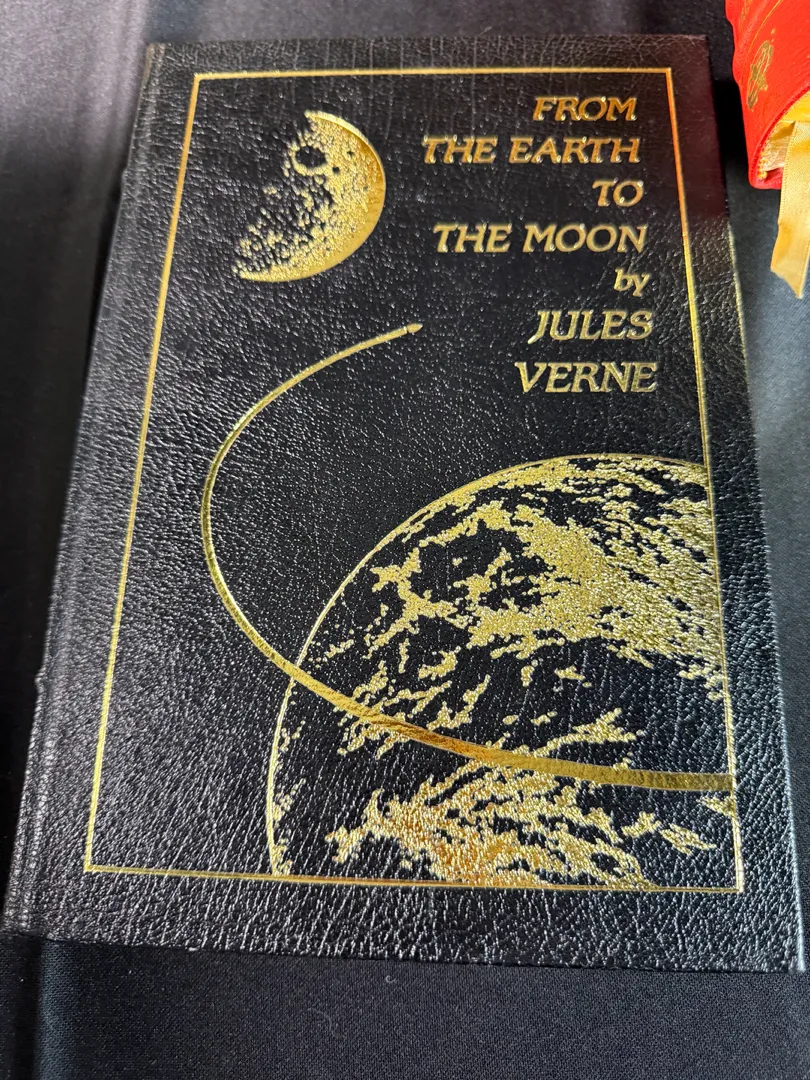 FROM
THE EARTH
TO
THE MOON
by
JULES
VERNE